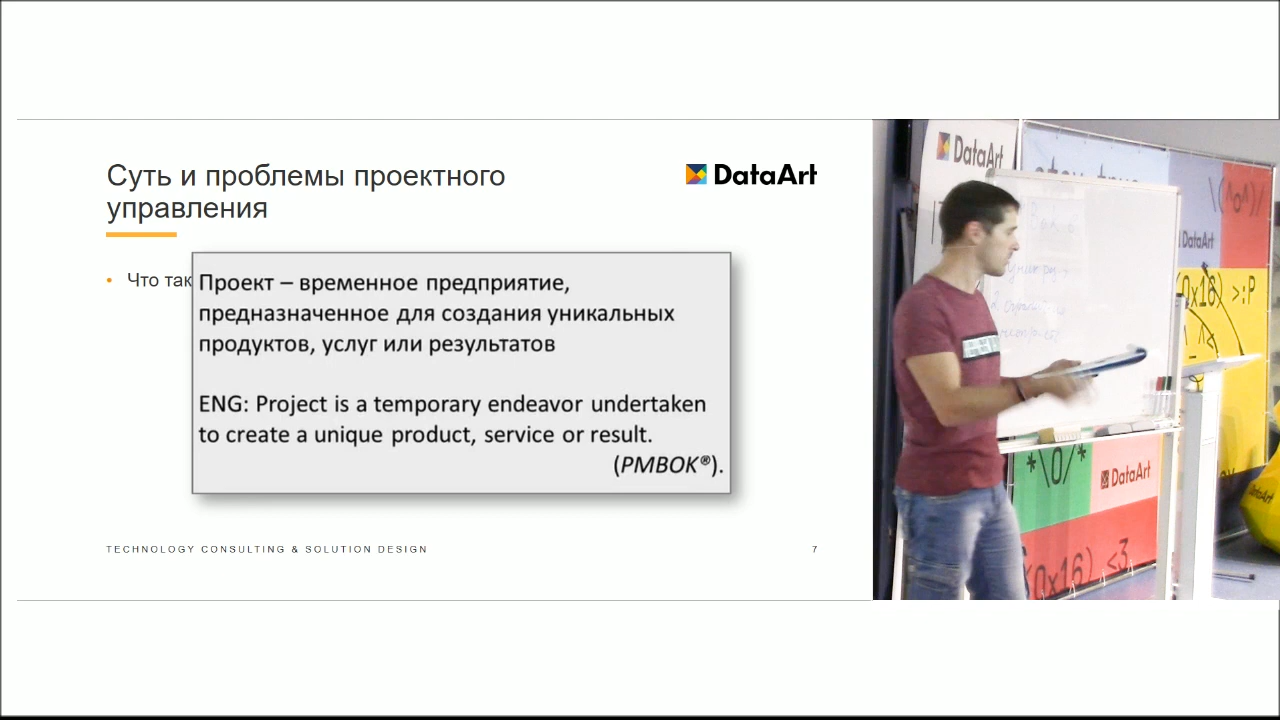 Суть и проблемы проектного
управления
DataArt
• Что так
Проект – временное предприятие,
предназначенное для создания уникальных
продуктов, услуг или результатов
ENG: Project is a temporary endeavor undertaken
to create a unique product, service or result.
(PMBOK®).
TECHNOLOGY CONSULTING & SOLUTION DESIGN
7
DataArt
stay true
\(^o^)/
DataArt
(0x16) >:P
^_^
*\0/*
DataArt
(0x16) <3
DataArt